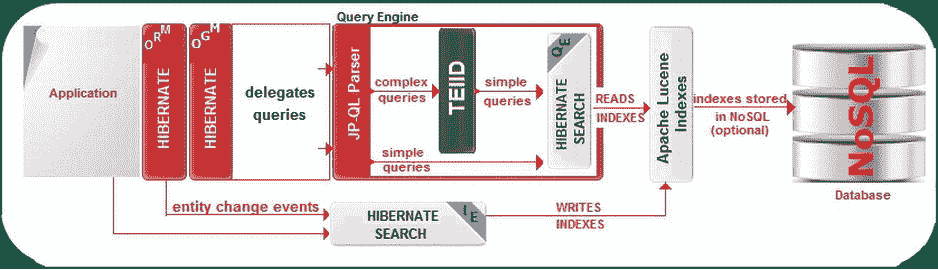 Query Engine
Application
ORM
HIBERNATE
OGM
HIBERNATE
delegates
queries
JP-QL Parser
complex
queries
TEIID
simple
queries
simple
queries
QE
HIBERNATE
SEARCH
READS
INDEXES
Apache Lucene
Indexes
indexes stored
in NoSQL
(optional)
NoSQL
Database
entity change events
HIBERNATE
SEARCH
IE
WRITES
INDEXES